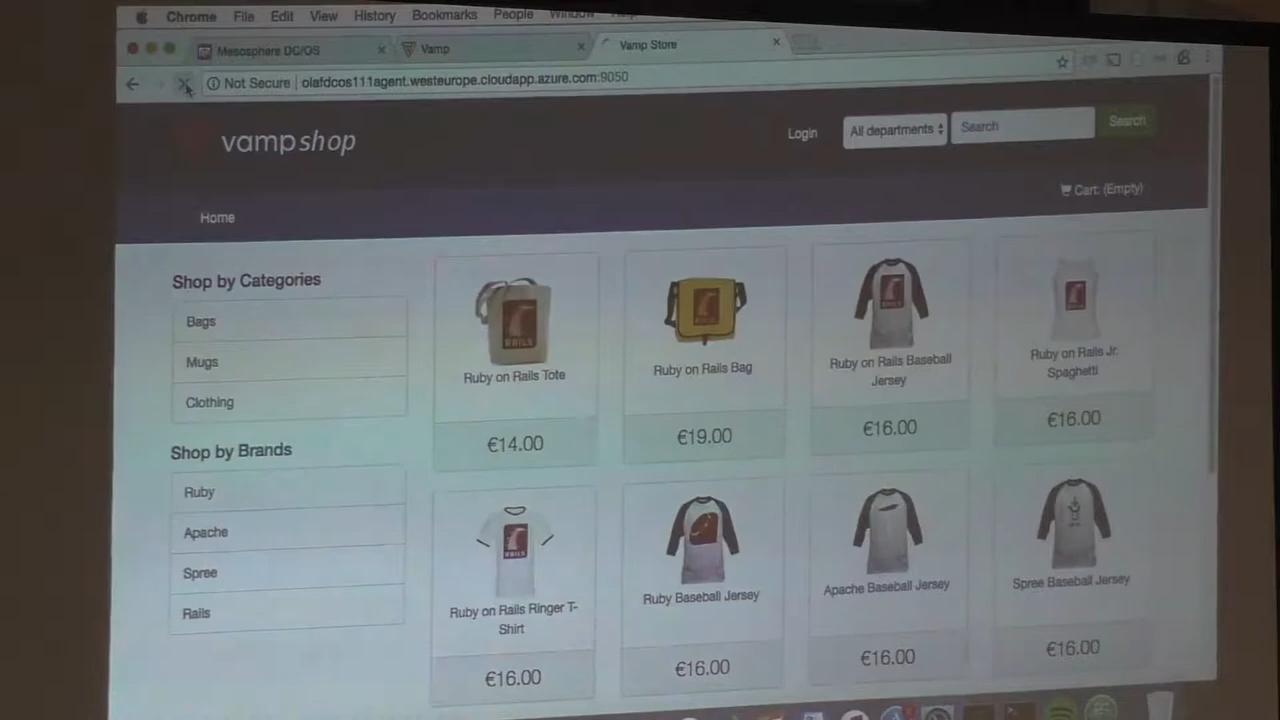 Chrome File Edit View History Bookmarks People Window
Mesosphere DC/OS
Vamp
Vamp Store
Not Secure | olafdcos111agent.westeurope.cloudapp.azure.com:9050
vampshop
Login
All departments
Search
Search
Cart: (Empty)
Home
Shop by Categories
Bags
Mugs
Clothing
Shop by Brands
Ruby
Apache
Spree
Rails
RAILS
Ruby on Rails Tote
€14.00
Ruby on Rails Bag
€19.00
RAILS
Ruby on Rails Baseball
Jersey
€16.00
Ruby on Rails Jr.
Spaghetti
€16.00
RAILS
Ruby on Rails Ringer T-
Shirt
€16.00
Ruby Baseball Jersey
€16.00
Apache Baseball Jersey
€16.00
Spree Baseball Jersey
€16.00